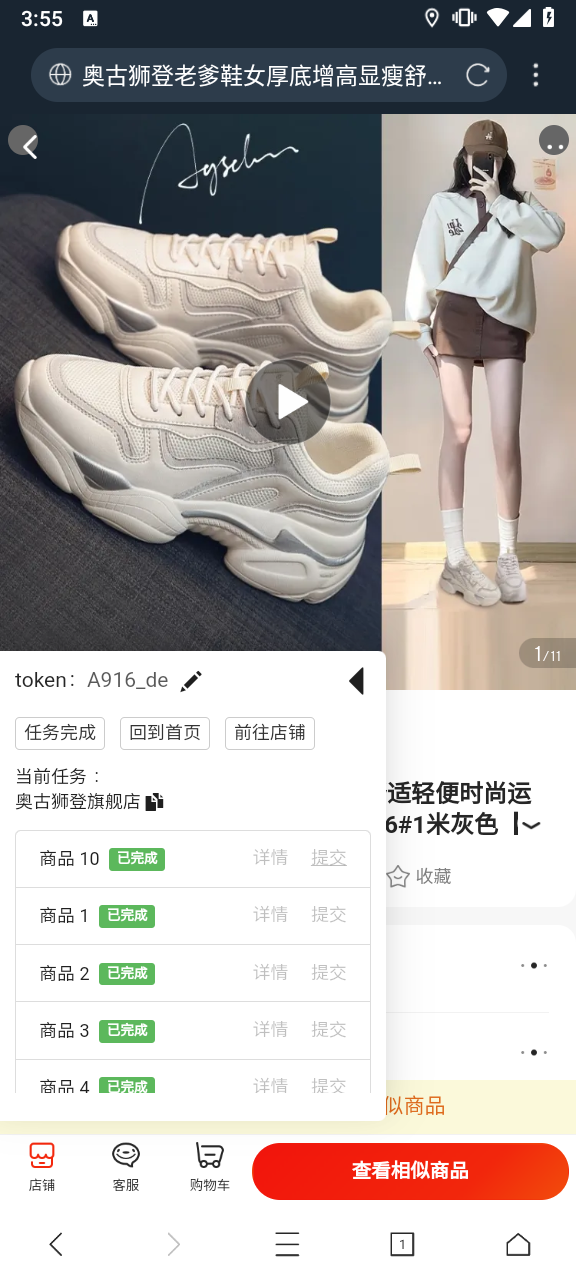 3:55
A
奥古狮登老爹鞋女厚底增高显瘦舒...
1/11
token: A916_de
任务完成 回到首页 前往店铺
当前任务：
奥古狮登旗舰店
适轻便时尚运
6#1米灰色
收藏
商品 10 已完成 详情 提交
商品 1 已完成 详情 提交
商品 2 已完成 详情 提交
商品 3 已完成 详情 提交
商品 4 已完成 详情 提交
似商品
店铺 客服 购物车 查看相似商品
1